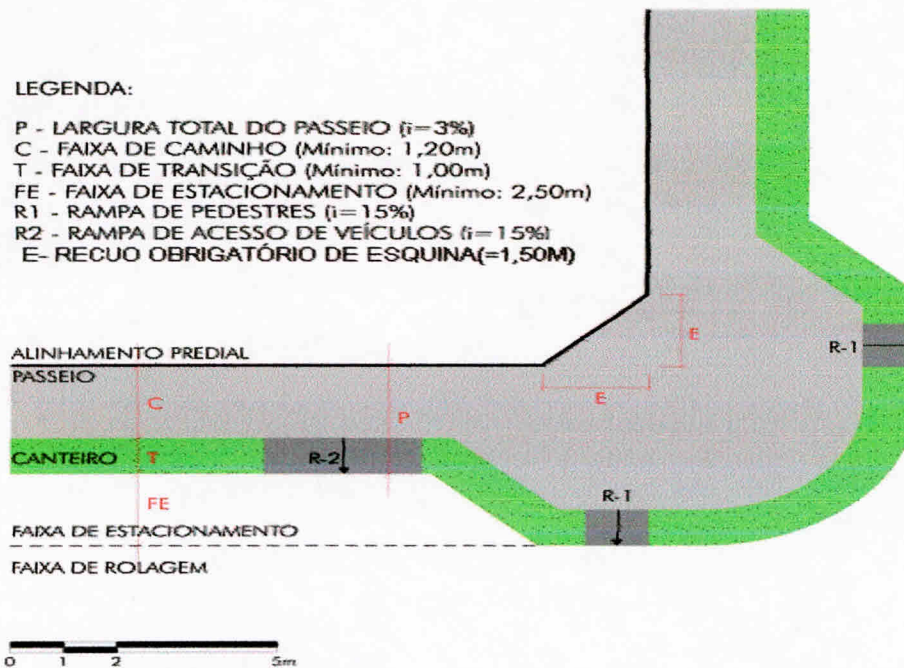 LEGENDA:
P - LARGURA TOTAL DO PASSEIO (i=3%)
C - FAIXA DE CAMINHO (Mínimo: 1,20m)
T - FAIXA DE TRANSIÇÃO (Mínimo: 1,00m)
FE - FAIXA DE ESTACIONAMENTO (Mínimo: 2,50m)
R1 - RAMPA DE PEDESTRES (i=15%)
R2 - RAMPA DE ACESSO DE VEÍCULOS (i=15%)
E- RECUO OBRIGATÓRIO DE ESQUINA(=1,50M)
E
R-1
ALINHAMENTO PREDIAL
PASSEIO
E
C
P
CANTEIRO
T
R-2
R-1
FE
FAIXA DE ESTACIONAMENTO
FAIXA DE ROLAGEM
0 1 2 5m